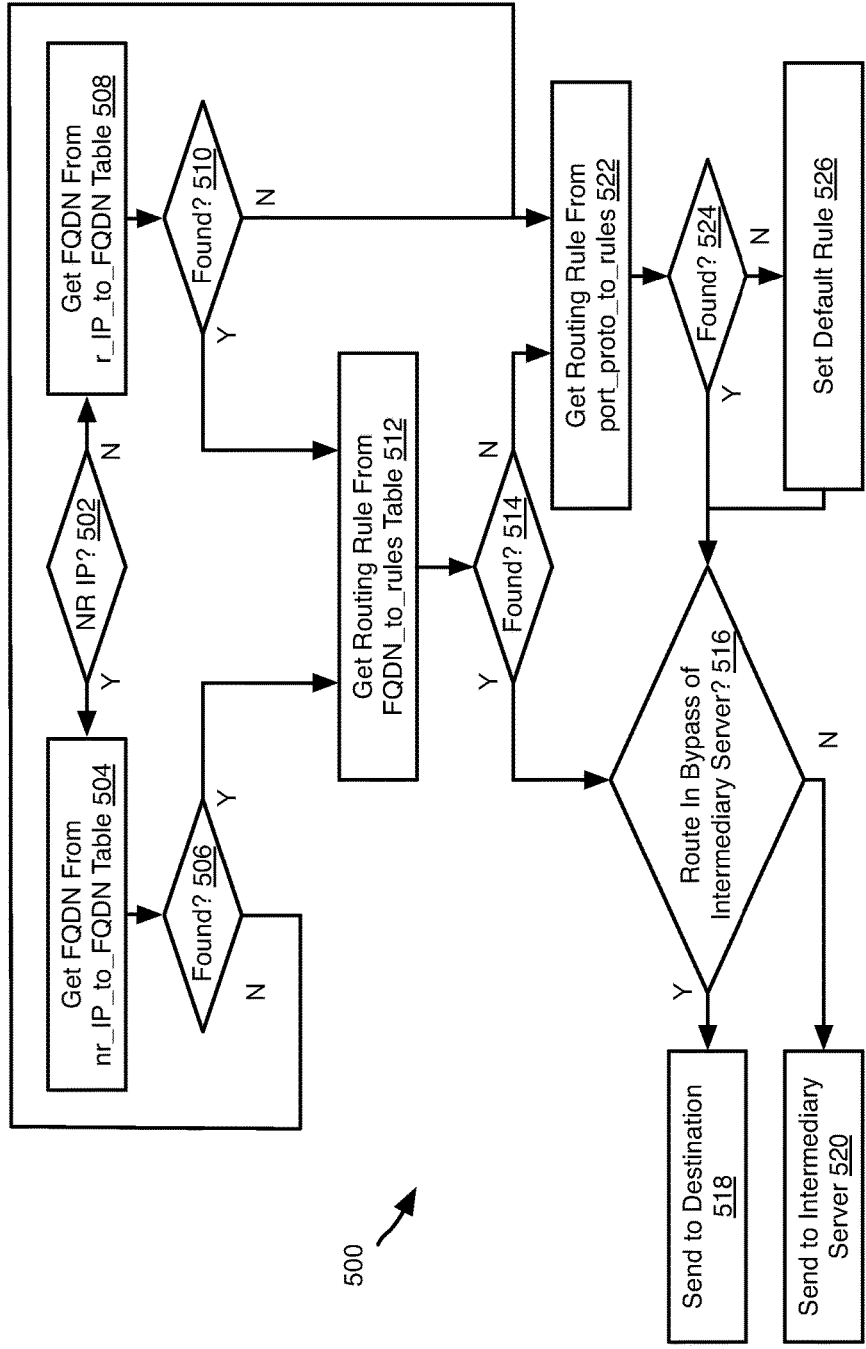 NR IP? 502
Y
N
Get FQDN From
nr_IP_to_FQDN Table 504
Get FQDN From
r_IP_to_FQDN Table 508
Found? 506
Y
N
Found? 510
Y
N
Get Routing Rule From
FQDN_to_rules Table 512
Found? 514
Y
N
Get Routing Rule From
port_proto_to_rules 522
Found? 524
Y
N
Set Default Rule 526
Route In Bypass of
Intermediary Server? 516
Y
N
Send to Destination
518
Send to Intermediary
Server 520
500